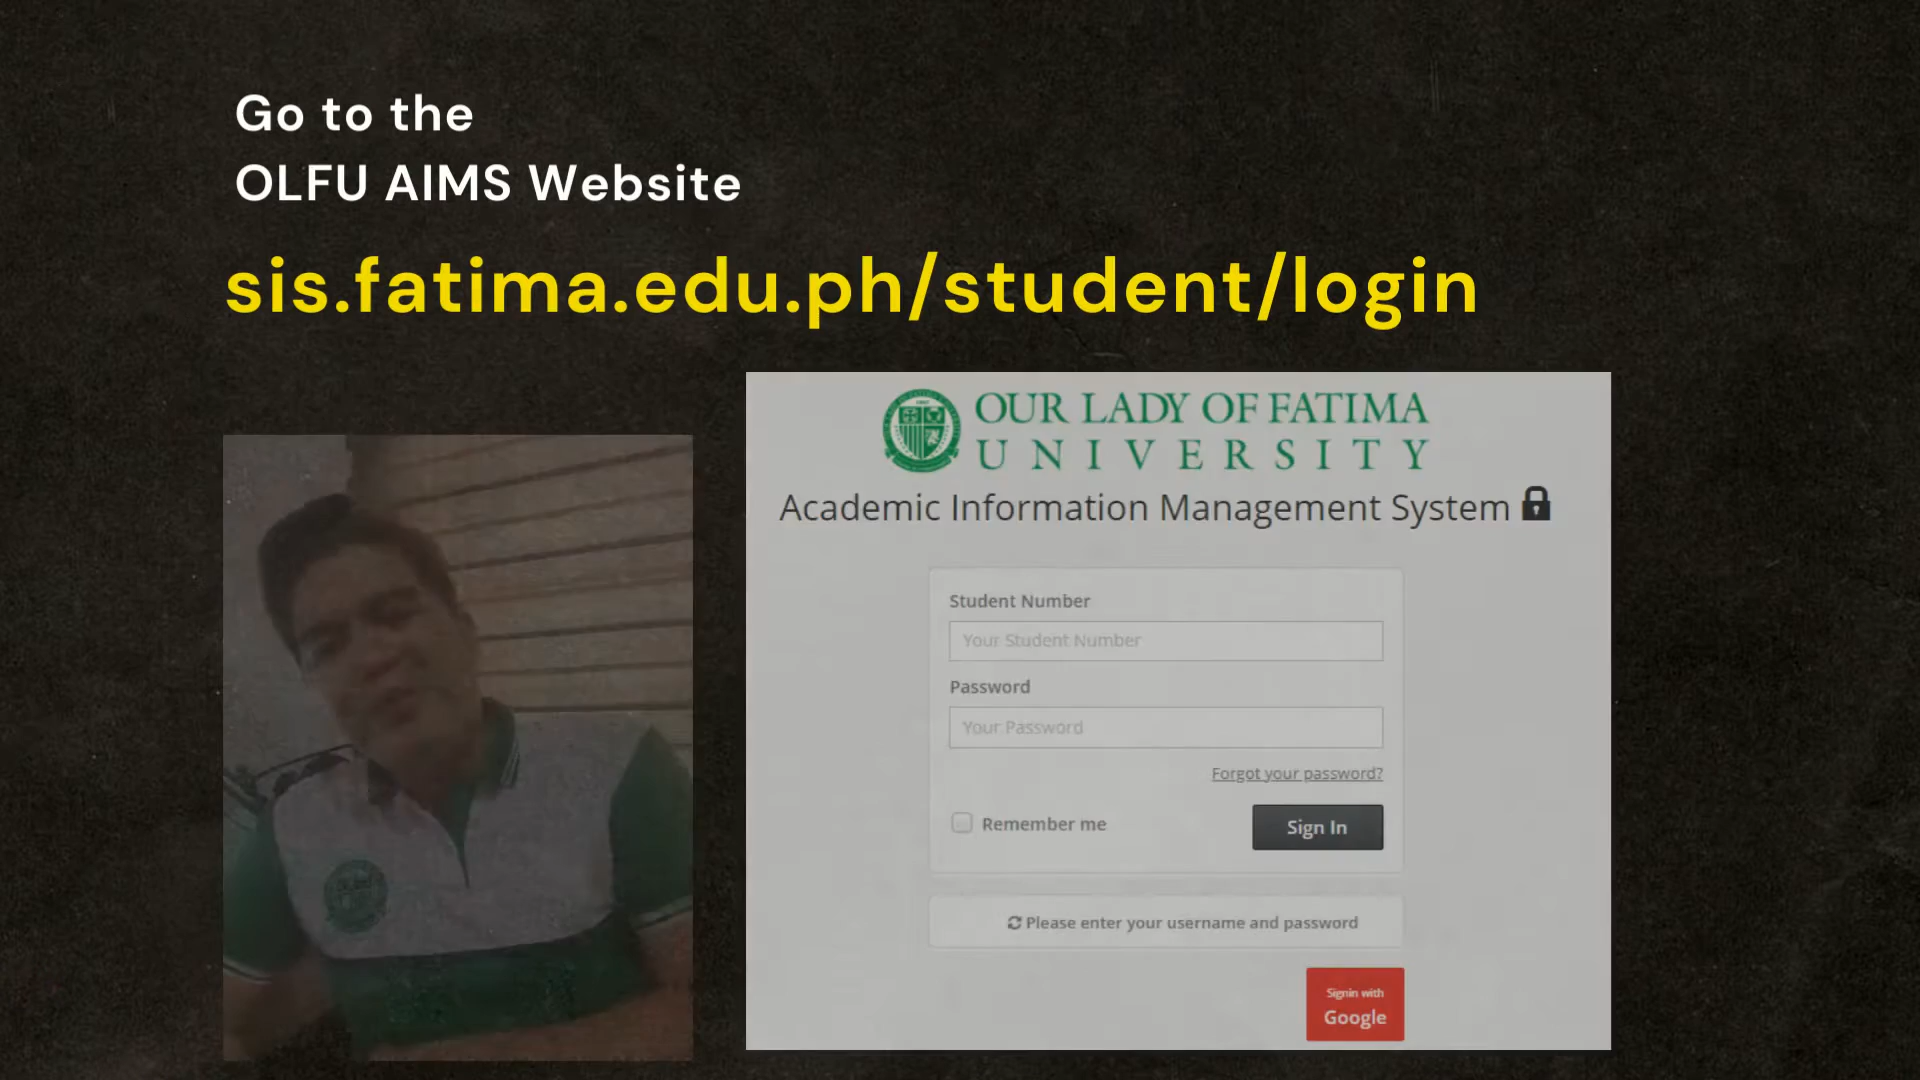 Go to the
OLFU AIMS Website
sis.fatima.edu.ph/student/login
OUR LADY OF FATIMA
UNIVERSITY
Academic Information Management System
Student Number
Your Student Number
Password
Your Password
Forgot your password?
Remember me
Sign In
Please enter your username and password
Signin with
Google